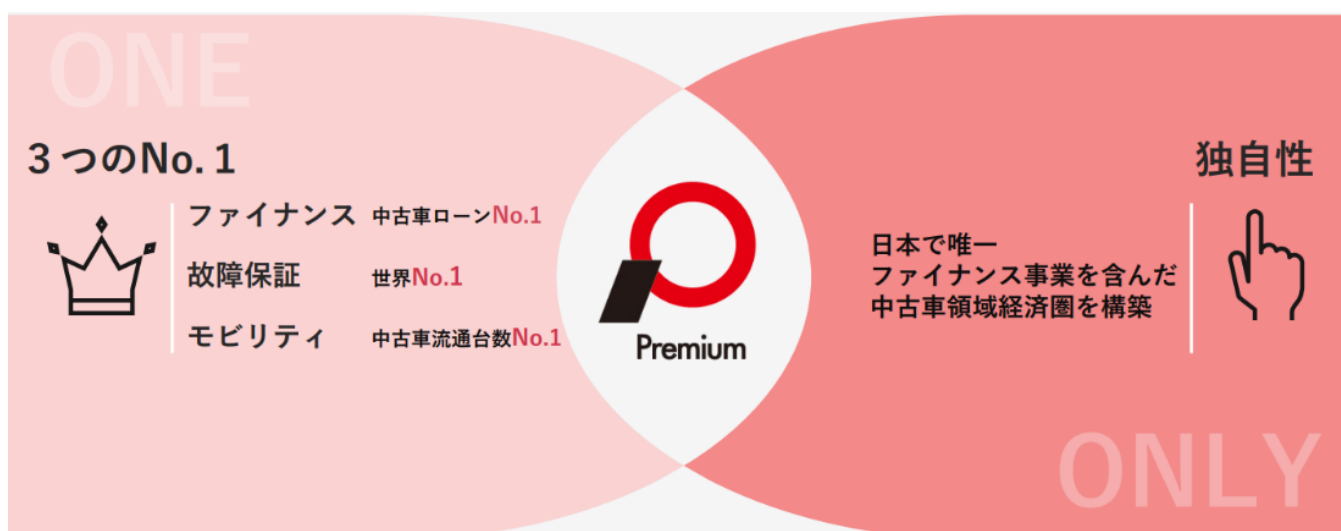 ONE
3つのNo.1
ファイナンス 中古車ローンNo.1
故障保証 世界No.1
モビリティ 中古車流通台数No.1
Premium
独自性
日本で唯一
ファイナンス事業を含んだ
中古車領域経済圏を構築
ONLY